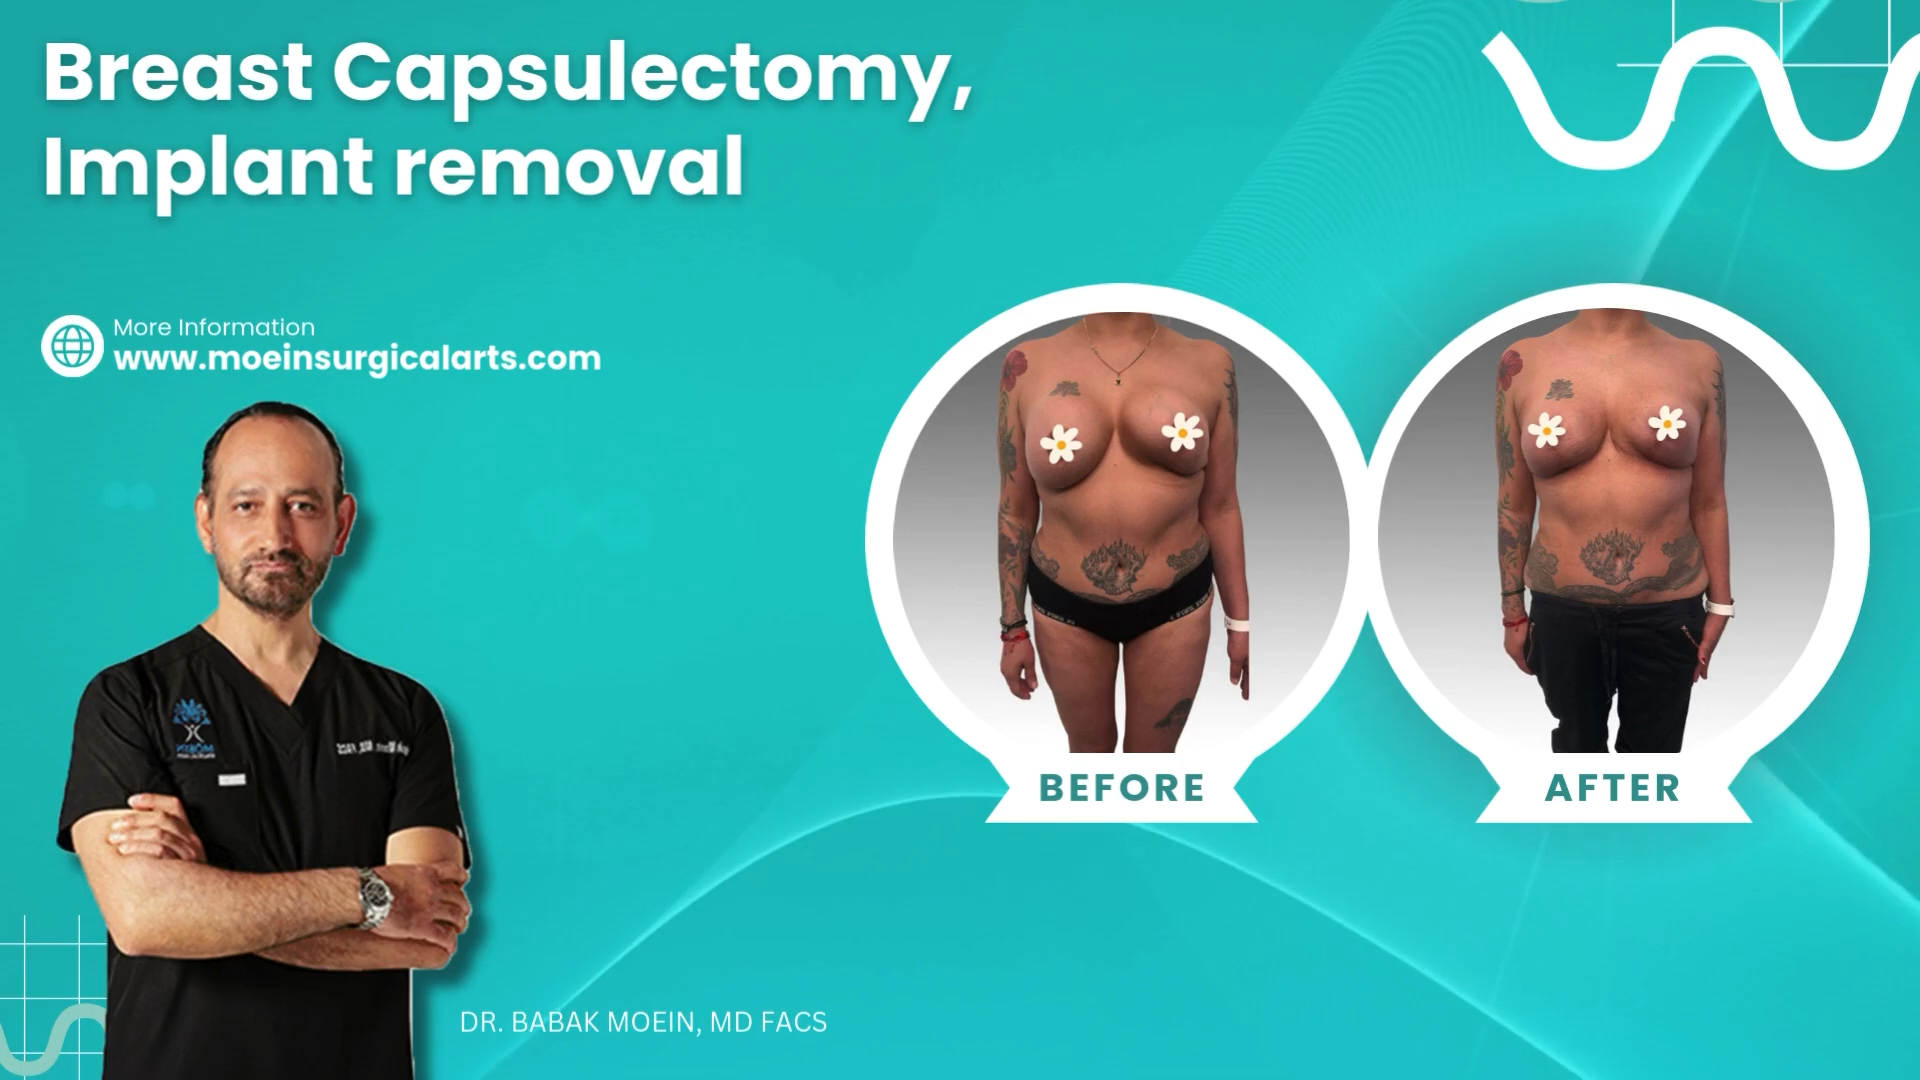 Breast Capsulectomy,
Implant removal
More Information
www.moeinsurgicalarts.com
BEFORE
AFTER
DR. BABAK MOEIN, MD FACS